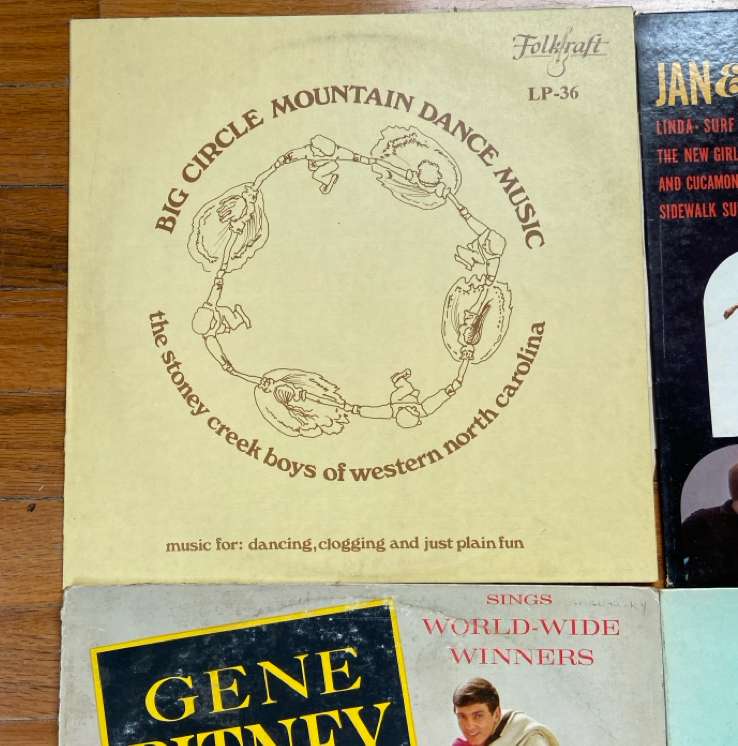 Folkraft
LP-36
BIG CIRCLE MOUNTAIN DANCE MUSIC
the stoney creek boys of western north carolina
music for: dancing, clogging and just plain fun
JAN &
LINDA · SURF
THE NEW GIRL
AND CUCAMON
SIDEWALK SU
SINGS
WORLD-WIDE
WINNERS
GENE
PITNEY